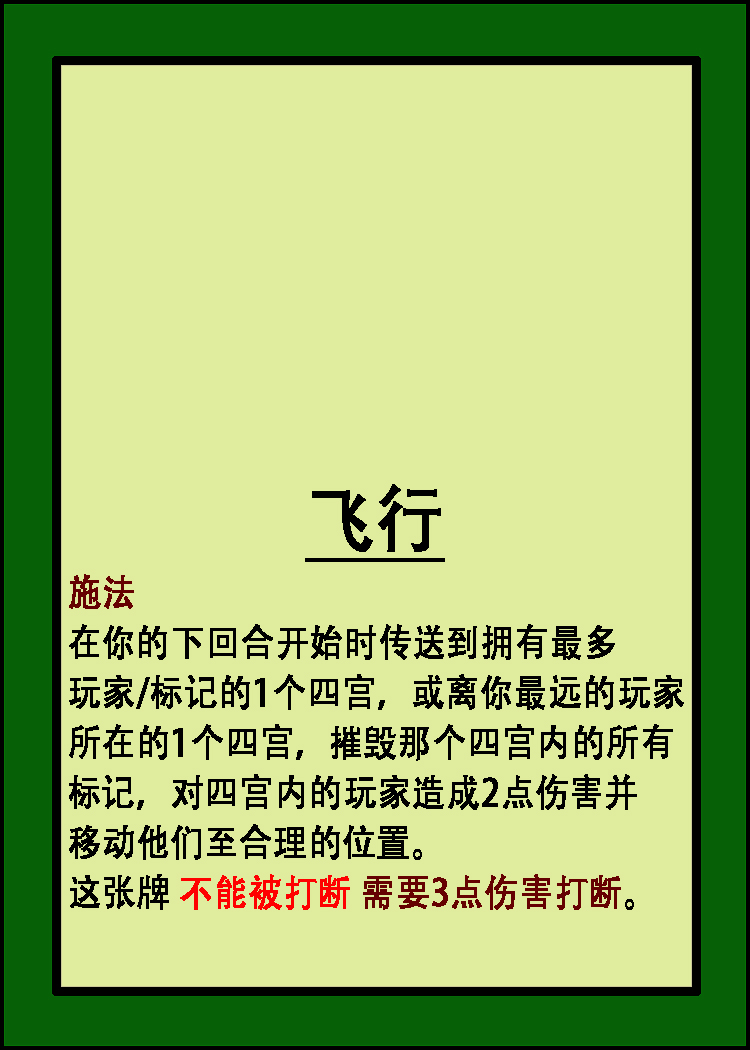 飞行
施法
在你的下回合开始时传送到拥有最多
玩家/标记的1个四宫，或离你最远的玩家
所在的1个四宫，摧毁那个四宫内的所有
标记，对四宫内的玩家造成2点伤害并
移动他们至合理的位置。
这张牌 不能被打断 需要3点伤害打断。